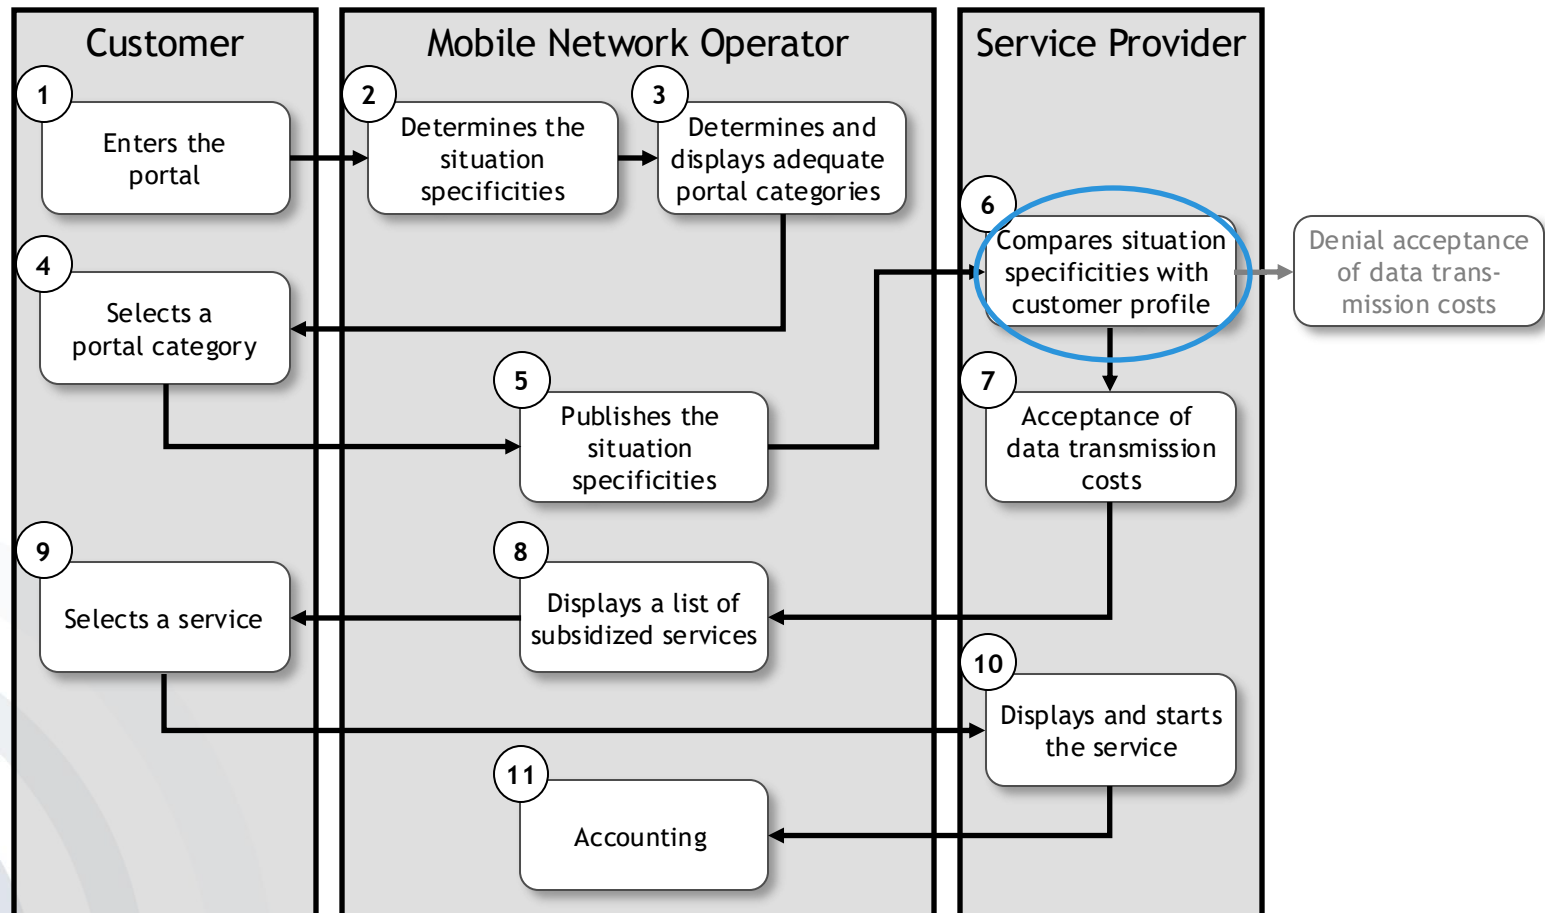 Customer
Mobile Network Operator
Service Provider
1
Enters the
portal
2
Determines the
situation
specificities
3
Determines and
displays adequate
portal categories
4
Selects a
portal category
5
Publishes the
situation
specificities
6
Compares situation
specificities with
customer profile
Denial acceptance
of data trans-
mission costs
7
Acceptance of
data transmission
costs
8
Displays a list of
subsidized services
9
Selects a service
10
Displays and starts
the service
11
Accounting